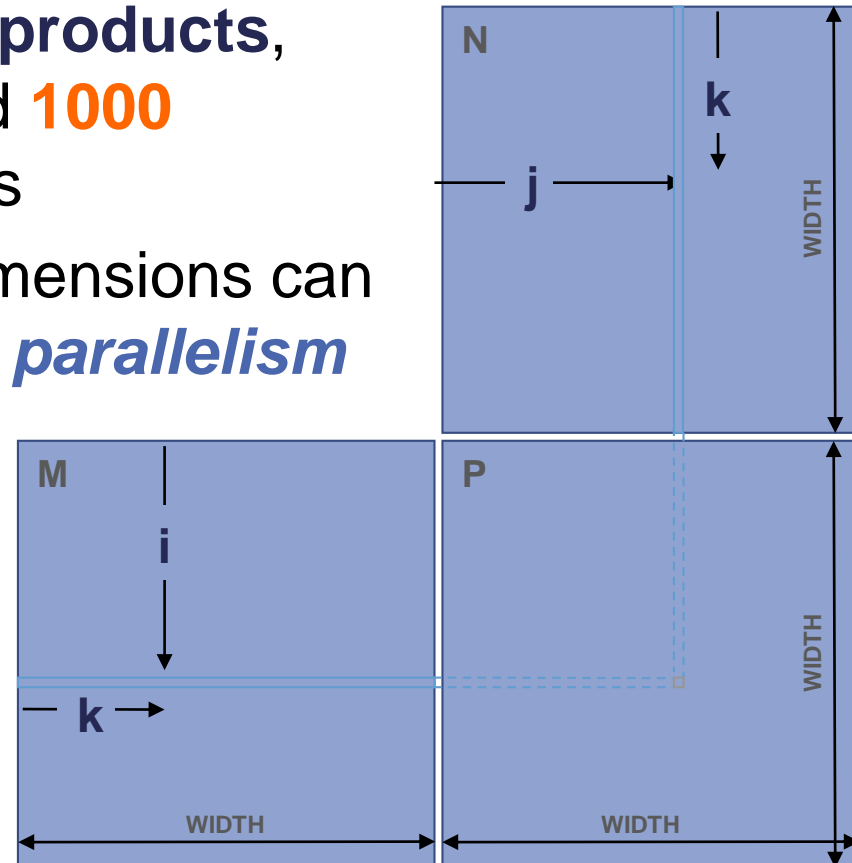 products,
d 1000
s
mensions can
parallelism
N
k
j
WIDTH
M
i
k
WIDTH
P
WIDTH
WIDTH